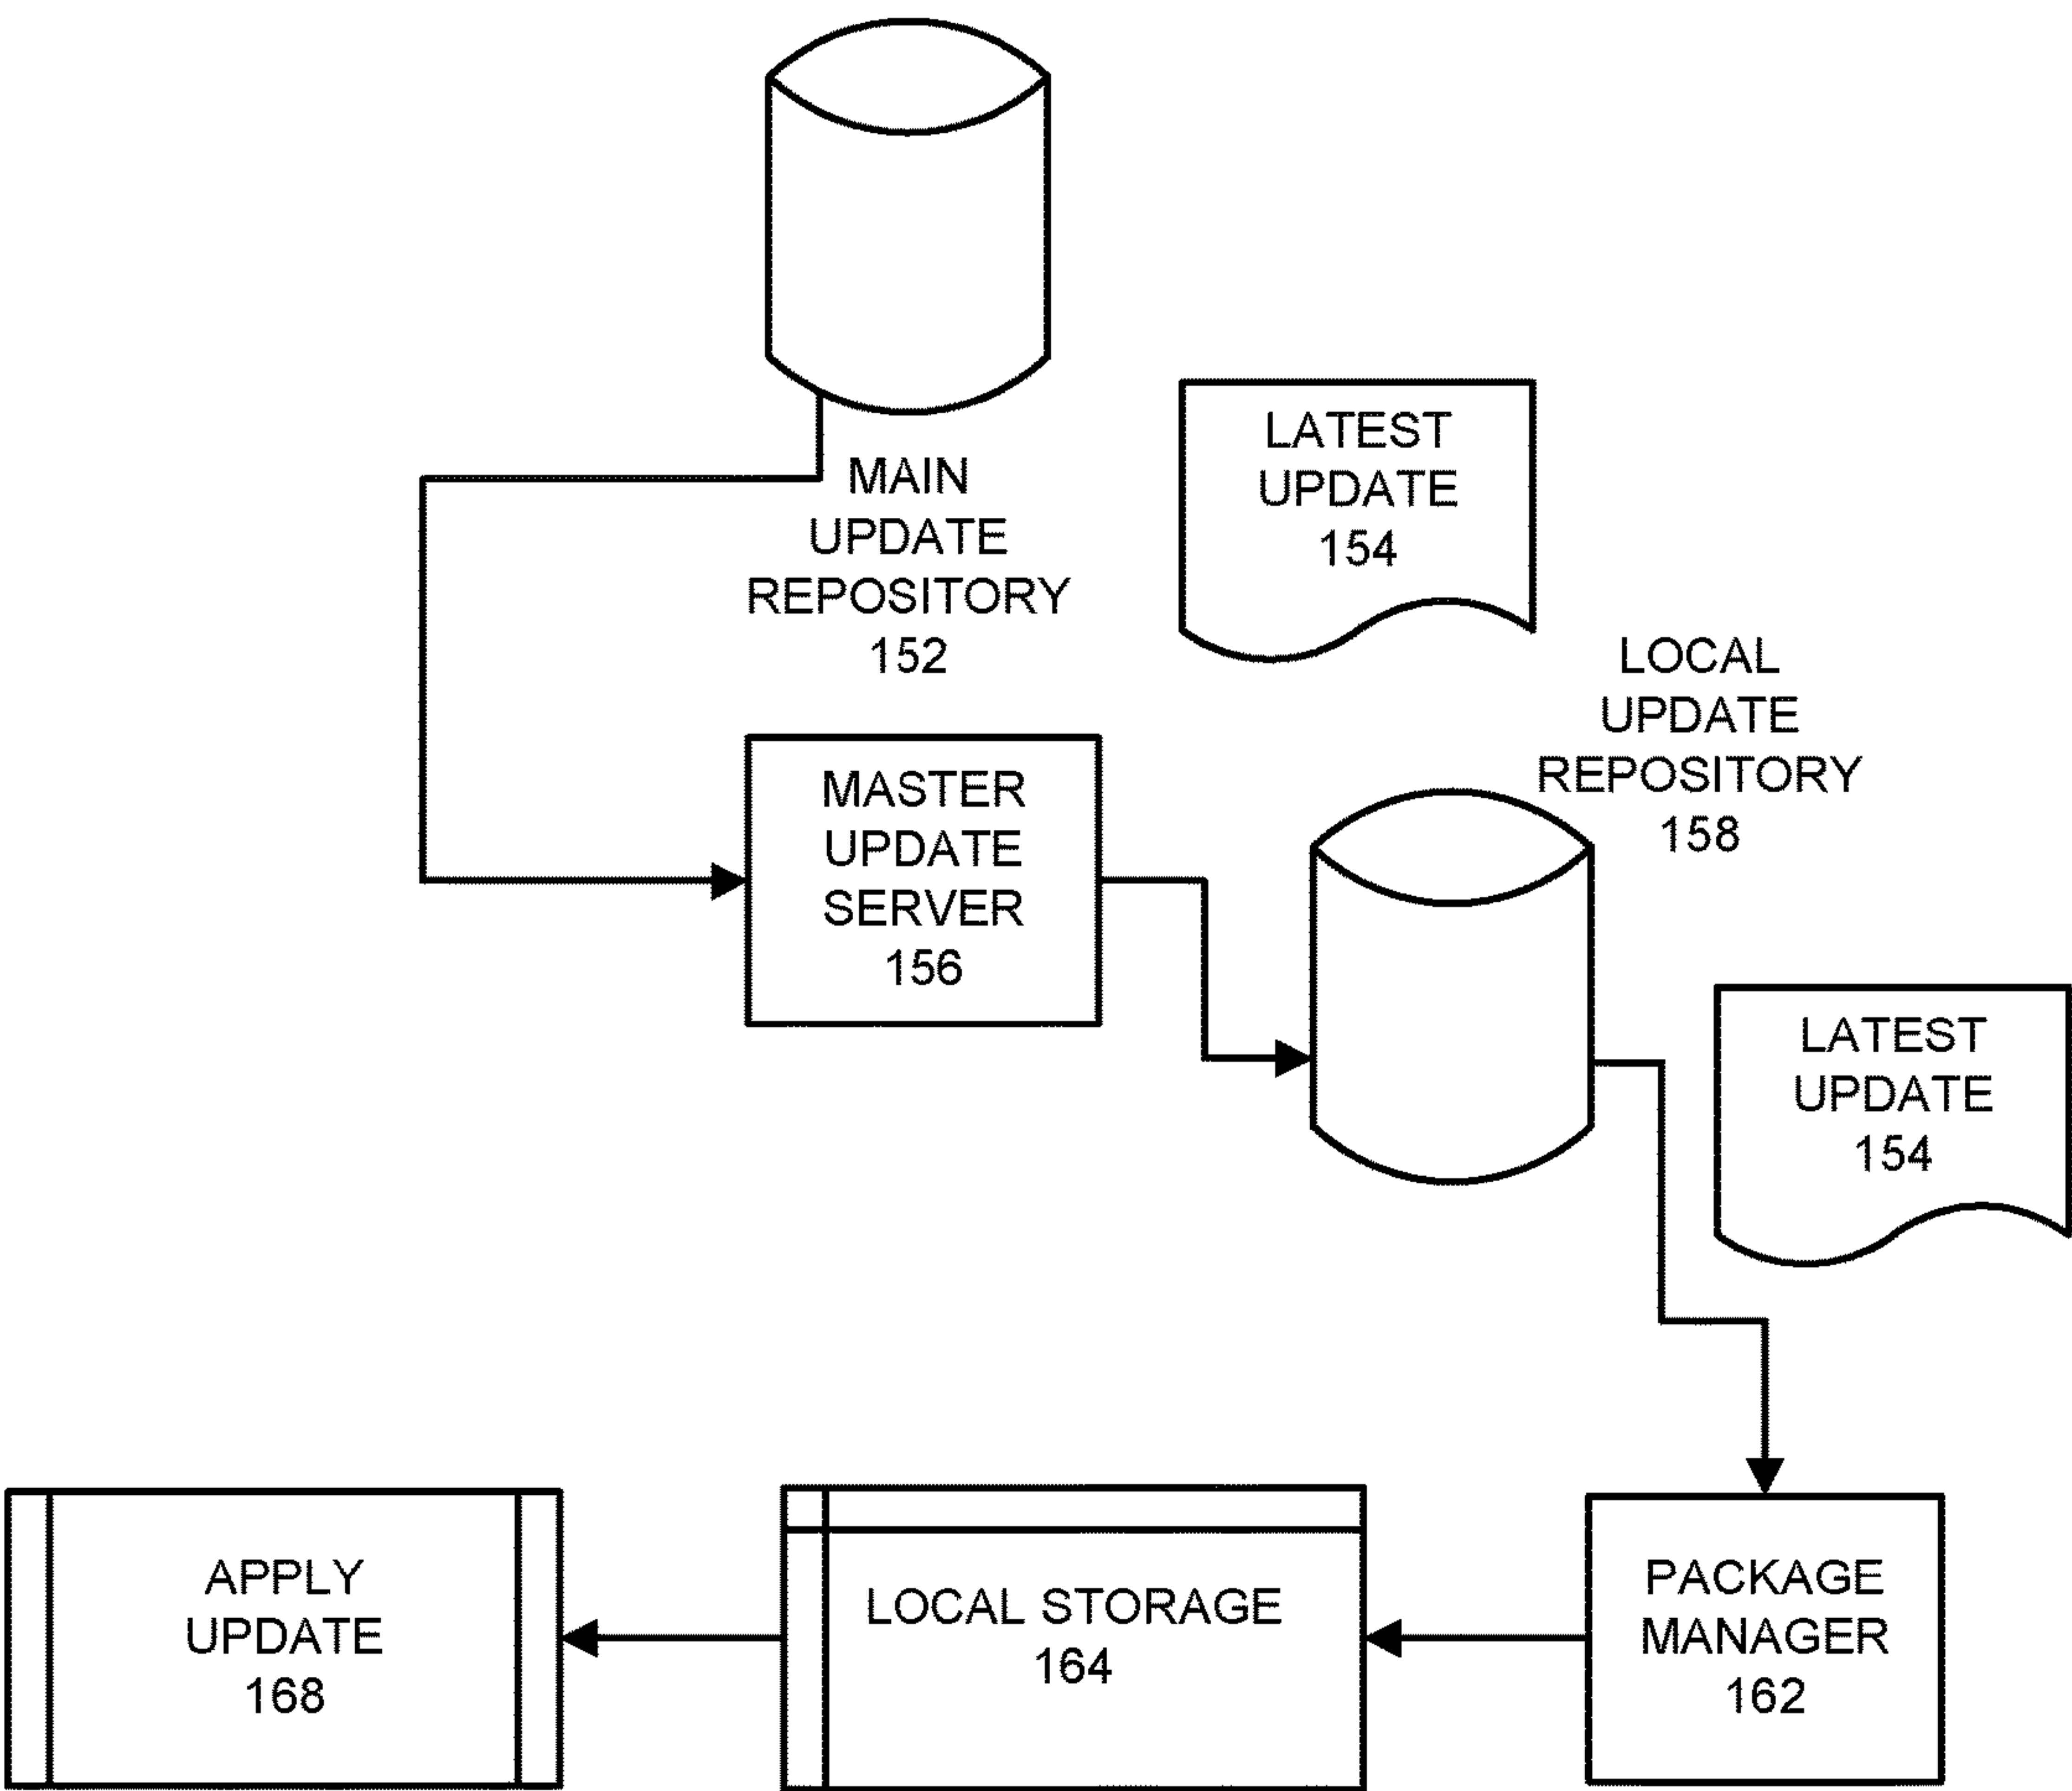 MAIN
UPDATE
REPOSITORY
152
LATEST
UPDATE
154
LOCAL
UPDATE
REPOSITORY
158
MASTER
UPDATE
SERVER
156
LATEST
UPDATE
154
APPLY
UPDATE
168
LOCAL STORAGE
164
PACKAGE
MANAGER
162